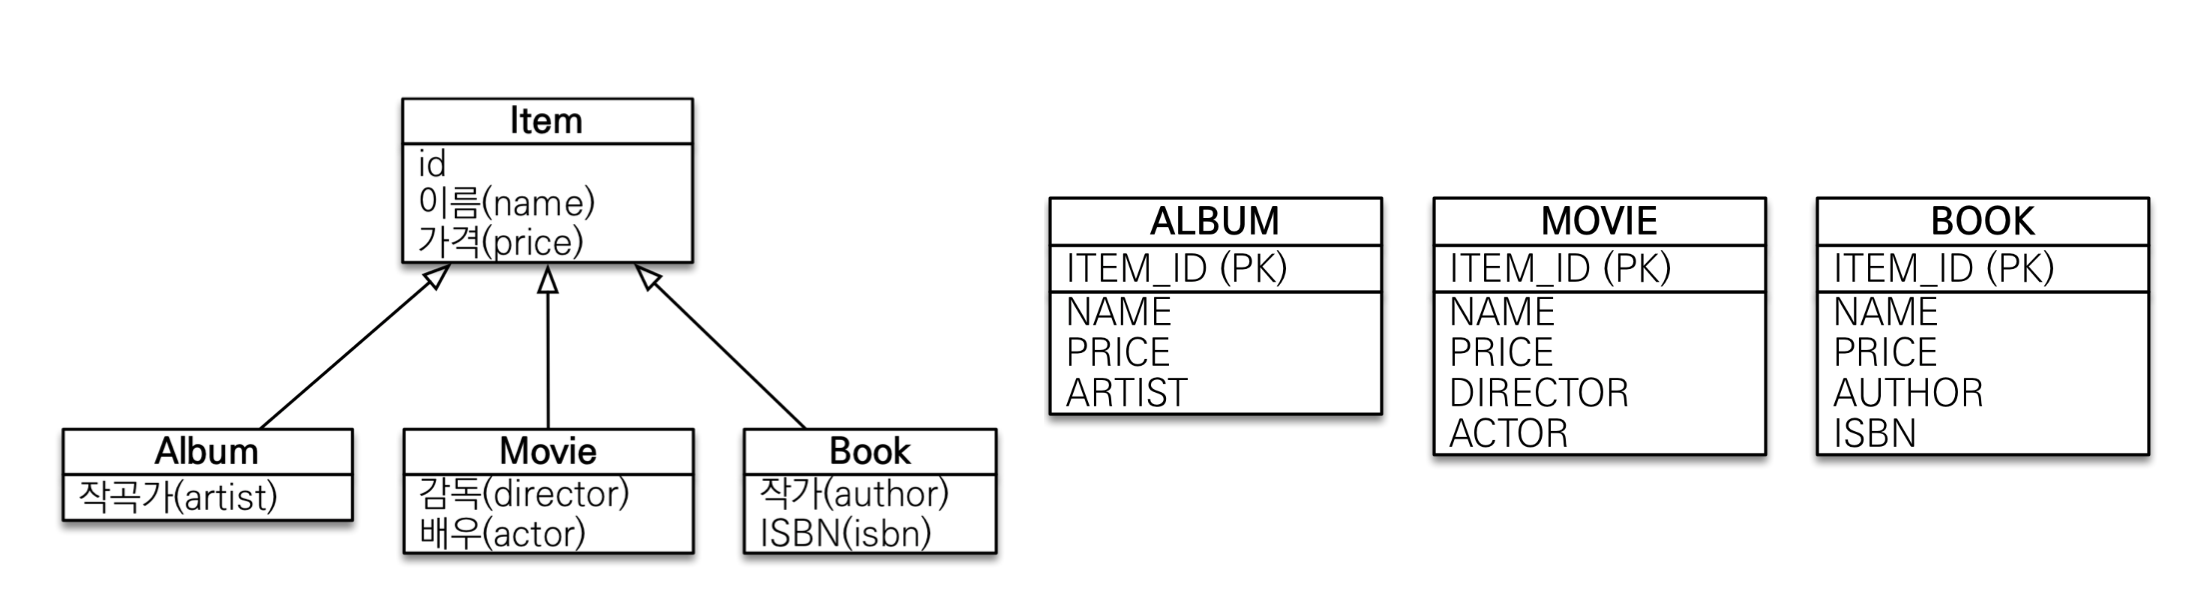 Item
id
이름(name)
가격(price)
Album
작곡가(artist)
Movie
감독(director)
배우(actor)
Book
작가(author)
ISBN(isbn)
ALBUM
ITEM_ID (PK)
NAME
PRICE
ARTIST
MOVIE
ITEM_ID (PK)
NAME
PRICE
DIRECTOR
ACTOR
BOOK
ITEM_ID (PK)
NAME
PRICE
AUTHOR
ISBN